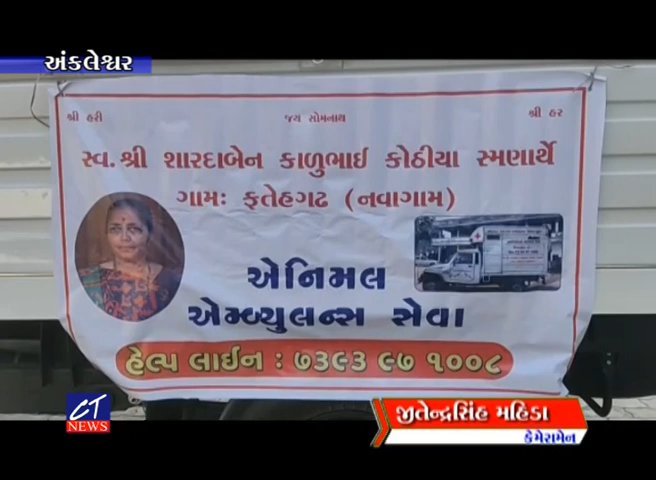 અંકલેશ્વર
શ્રી હરી જય સોમનાથ શ્રી હર
સ્વ. શ્રી શારદાબેન કાળુભાઈ કોઠીયા સ્મણાર્થે
ગામઃ ફતેહગઢ (નવાગામ)
એનિમલ
એમ્બ્યુલન્સ સેવા
હેલ્પ લાઈન : ૭૩૯૩ ૯૭ ૧૦૦૮
CT
NEWS
જીતેન્દ્રસિંહ મહિડા
કેમેરામેન